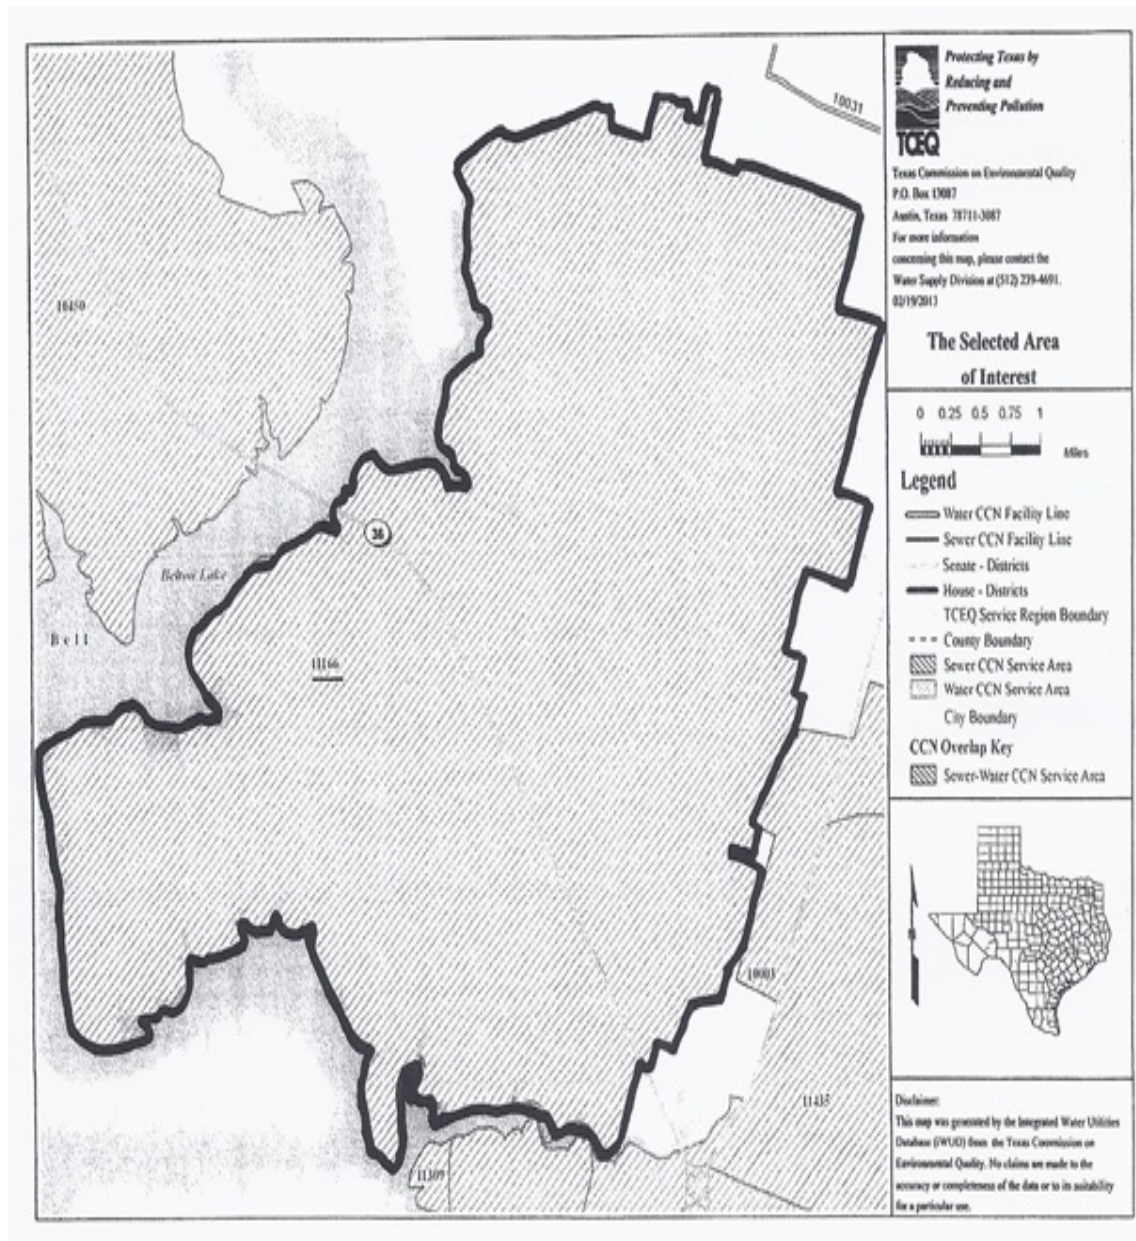 10031
10450
36
Belton Lake
Bell
11166
10003
11435
11309
Protecting Texas by
Reducing and
Preventing Pollution
TCEQ
Texas Commission on Environmental Quality
P.O. Box 13087
Austin, Texas 78711-3087
For more information
concerning this map, please contact the
Water Supply Division at (512) 239-4691.
02/19/2013
The Selected Area
of Interest
0 0.25 0.5 0.75 1
Miles
Legend
Water CCN Facility Line
Sewer CCN Facility Line
Senate - Districts
House - Districts
TCEQ Service Region Boundary
County Boundary
Sewer CCN Service Area
Water CCN Service Area
City Boundary
CCN Overlap Key
Sewer-Water CCN Service Area
Disclaimer:
This map was generated by the Integrated Water Utilities
Database (iWUD) from the Texas Commission on
Environmental Quality. No claims are made to the
accuracy or completeness of the data or to its suitability
for a particular use.